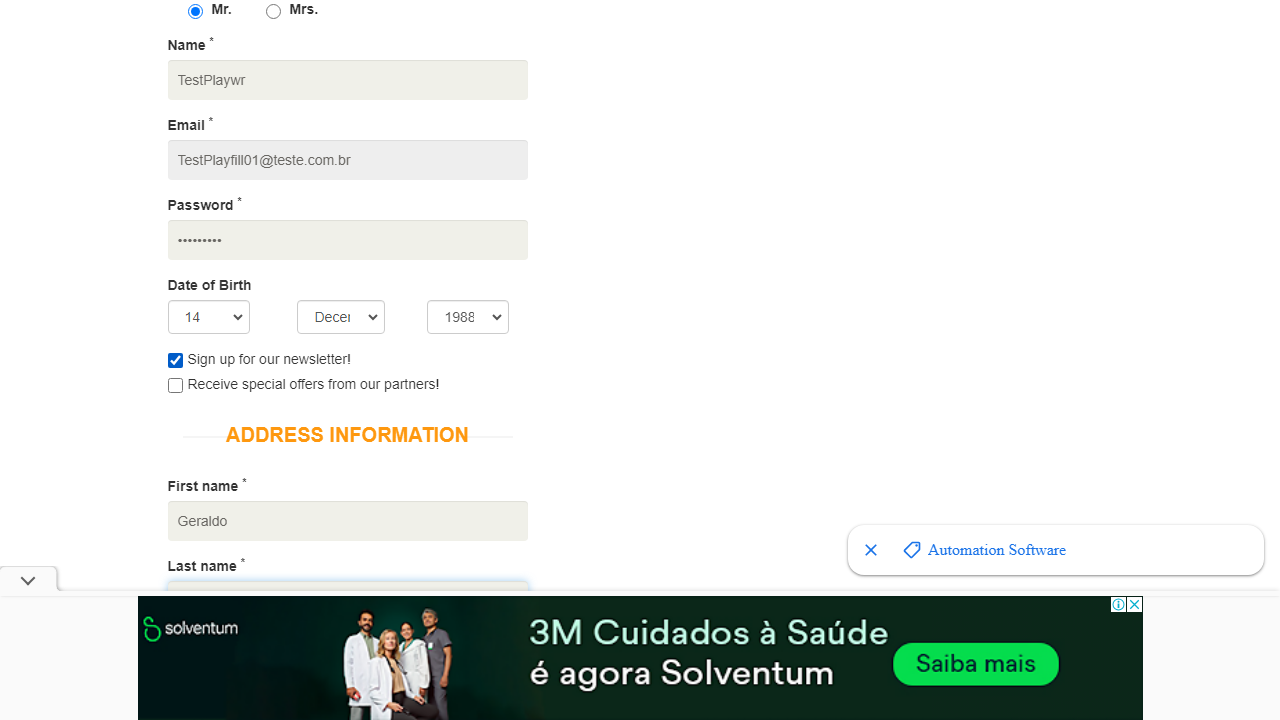 Mr. Mrs.
Name *
TestPlaywr
Email *
TestPlayfill01@teste.com.br
Password *
•••••••••
Date of Birth
14 Decer 1988
Sign up for our newsletter!
Receive special offers from our partners!
ADDRESS INFORMATION
First name *
Geraldo
Automation Software
Last name *
solventum
3M Cuidados à Saúde
é agora Solventum
Saiba mais